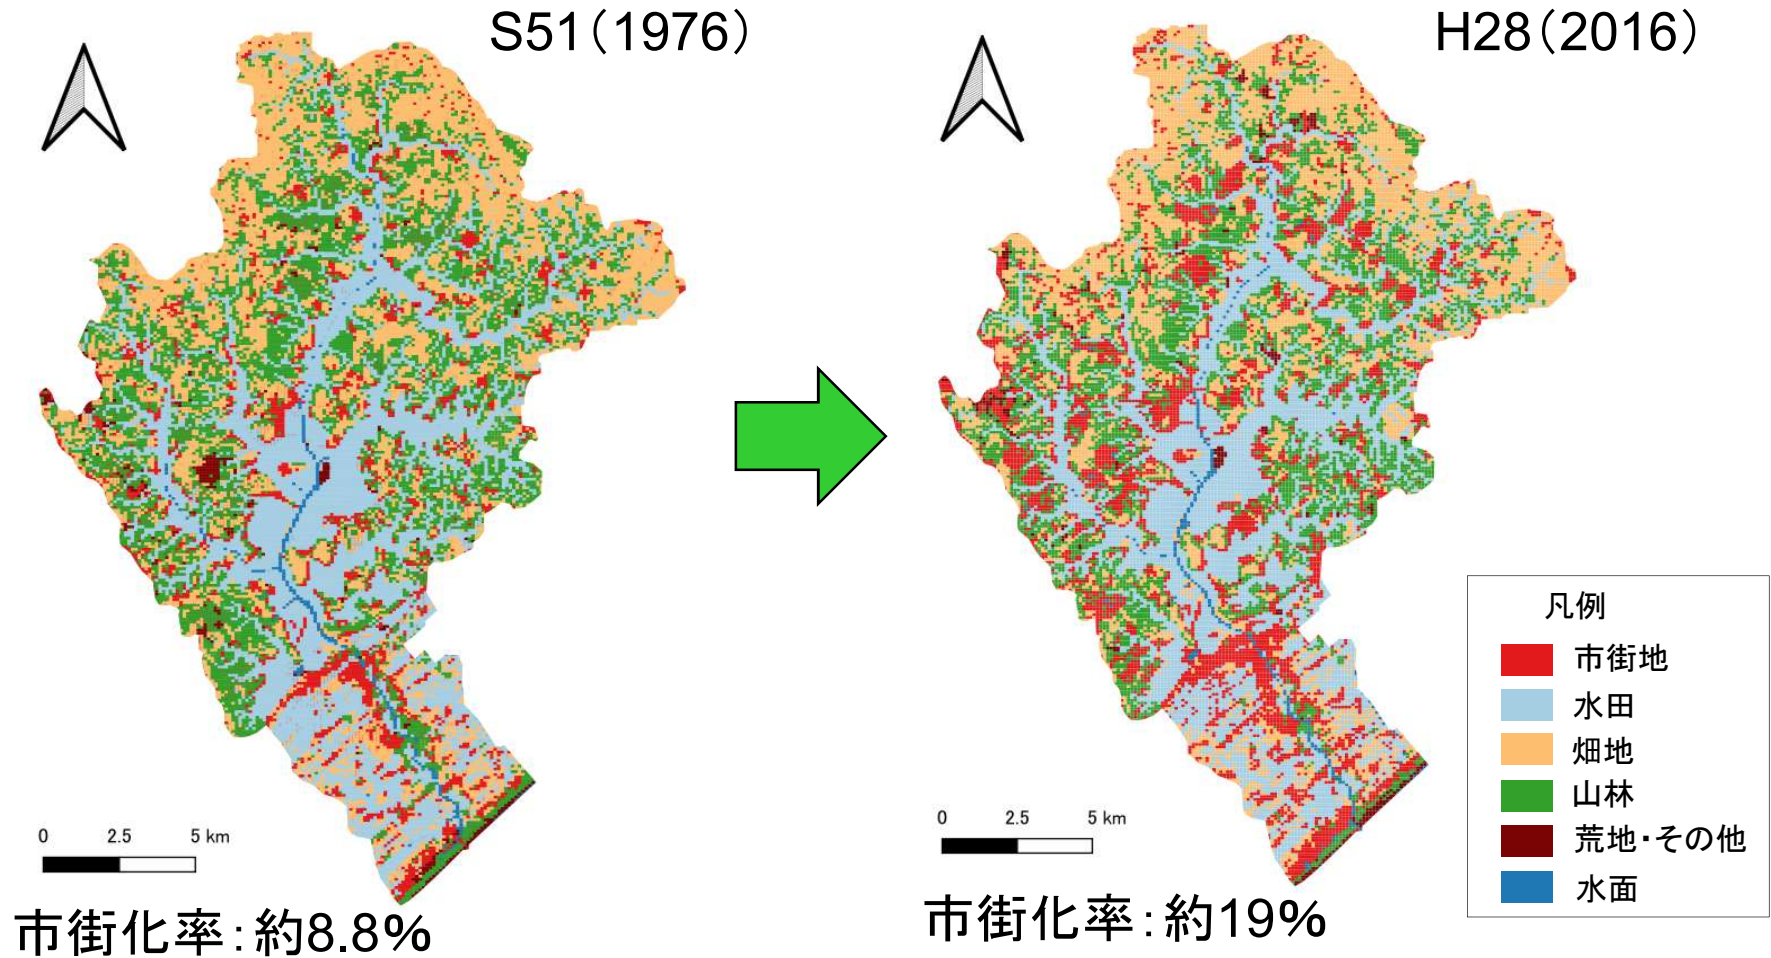 S51(1976)
H28(2016)
0 2.5 5 km
市街化率:約8.8%
0 2.5 5 km
市街化率:約19%
凡例
市街地
水田
畑地
山林
荒地・その他
水面